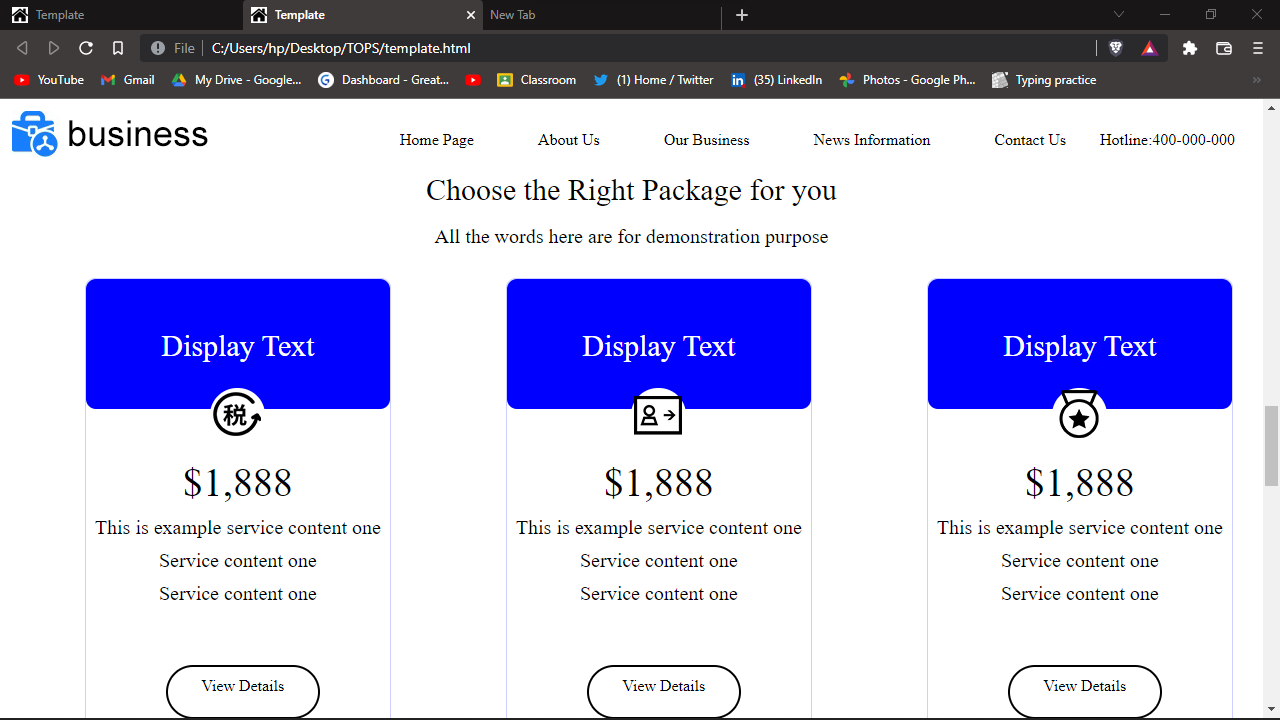 Template
Template
New Tab
File
C:/Users/hp/Desktop/TOPS/template.html
YouTube
Gmail
My Drive - Google...
Dashboard - Great...
Classroom
(1) Home / Twitter
(35) LinkedIn
Photos - Google Ph...
Typing practice
business
Home Page
About Us
Our Business
News Information
Contact Us
Hotline:400-000-000
Choose the Right Package for you
All the words here are for demonstration purpose
Display Text
Display Text
Display Text
税
$1,888
$1,888
$1,888
This is example service content one
This is example service content one
This is example service content one
Service content one
Service content one
Service content one
Service content one
Service content one
Service content one
View Details
View Details
View Details